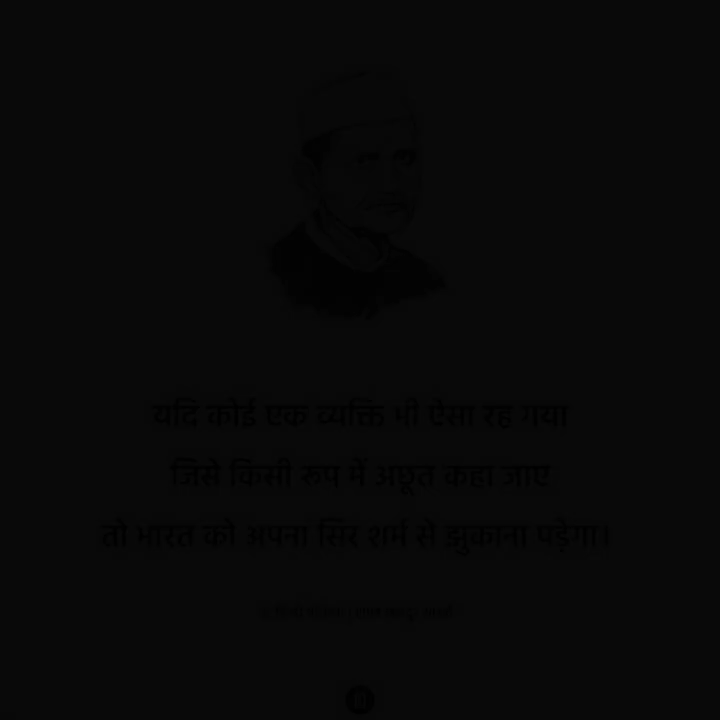 यदि कोई एक व्यक्ति भी ऐसा रह गया
जिसे किसी रूप में अछूत कहा जाए
तो भारत को अपना सिर शर्म से झुकाना पड़ेगा।